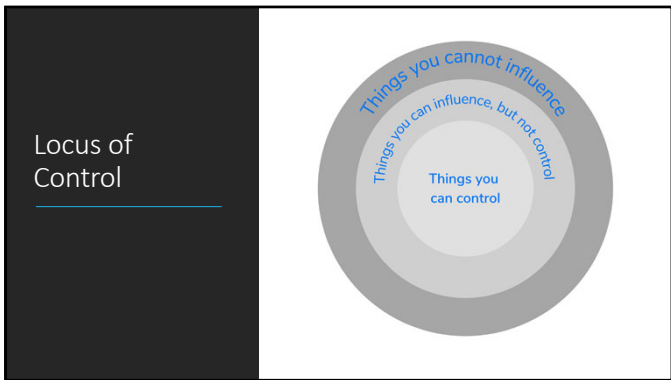 Locus of
Control
Things you cannot influence
Things you can influence, but not control
Things you
can control